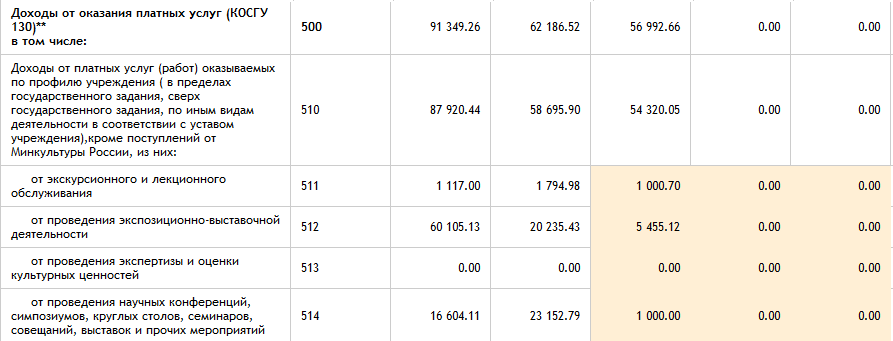 Доходы от оказания платных услуг (КОСГУ
130)**
в том числе:
500 91 349.26 62 186.52 56 992.66 0.00 0.00
Доходы от платных услуг (работ) оказываемых
по профилю учреждения ( в пределах
государственного задания, сверх
государственного задания, по иным видам
деятельности в соответствии с уставом
учреждения),кроме поступлений от
Минкультуры России, из них:
510 87 920.44 58 695.90 54 320.05 0.00 0.00
от экскурсионного и лекционного
обслуживания
511 1 117.00 1 794.98 1 000.70 0.00 0.00
от проведения экспозиционно-выставочной
деятельности
512 60 105.13 20 235.43 5 455.12 0.00 0.00
от проведения экспертизы и оценки
культурных ценностей
513 0.00 0.00 0.00 0.00 0.00
от проведения научных конференций,
симпозиумов, круглых столов, семинаров,
совещаний, выставок и прочих мероприятий
514 16 604.11 23 152.79 1 000.00 0.00 0.00